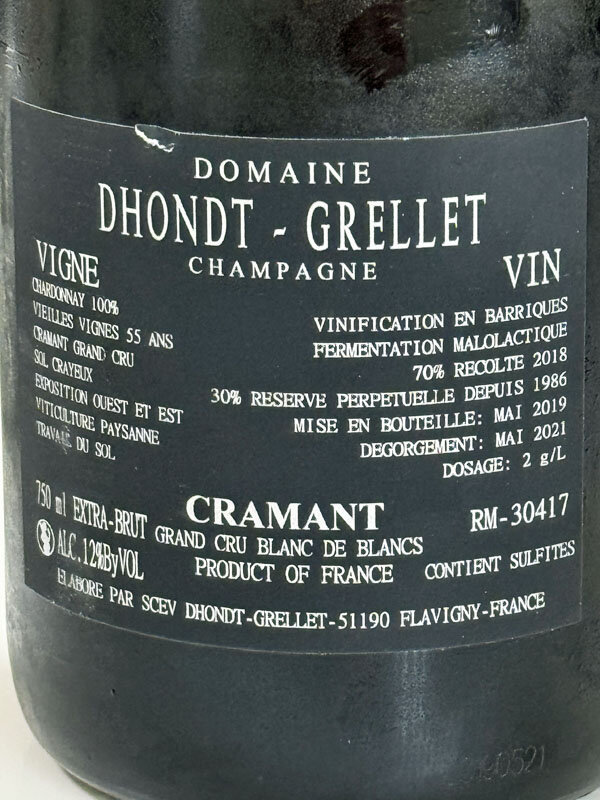 DOMAINE
DHONDT - GRELLET
CHAMPAGNE
VIGNE
CHARDONNAY 100%
VIEILLES VIGNES 55 ANS
CRAMANT GRAND CRU
SOL CRAYEUX
EXPOSITION OUEST ET EST
VITICULTURE PAYSANNE
TRAVAIL DU SOL
VIN
VINIFICATION EN BARRIQUES
FERMENTATION MALOLACTIQUE
70% RECOLTE 2018
30% RESERVE PERPETUELLE DEPUIS 1986
MISE EN BOUTEILLE: MAI 2019
DEGORGEMENT: MAI 2021
DOSAGE: 2 g/L
750 ml EXTRA-BRUT
ALC.12%ByVOL
CRAMANT
GRAND CRU BLANC DE BLANCS
PRODUCT OF FRANCE
RM-30417
CONTIENT SULFITES
ELABORE PAR SCEV DHONDT-GRELLET-51190 FLAVIGNY-FRANCE